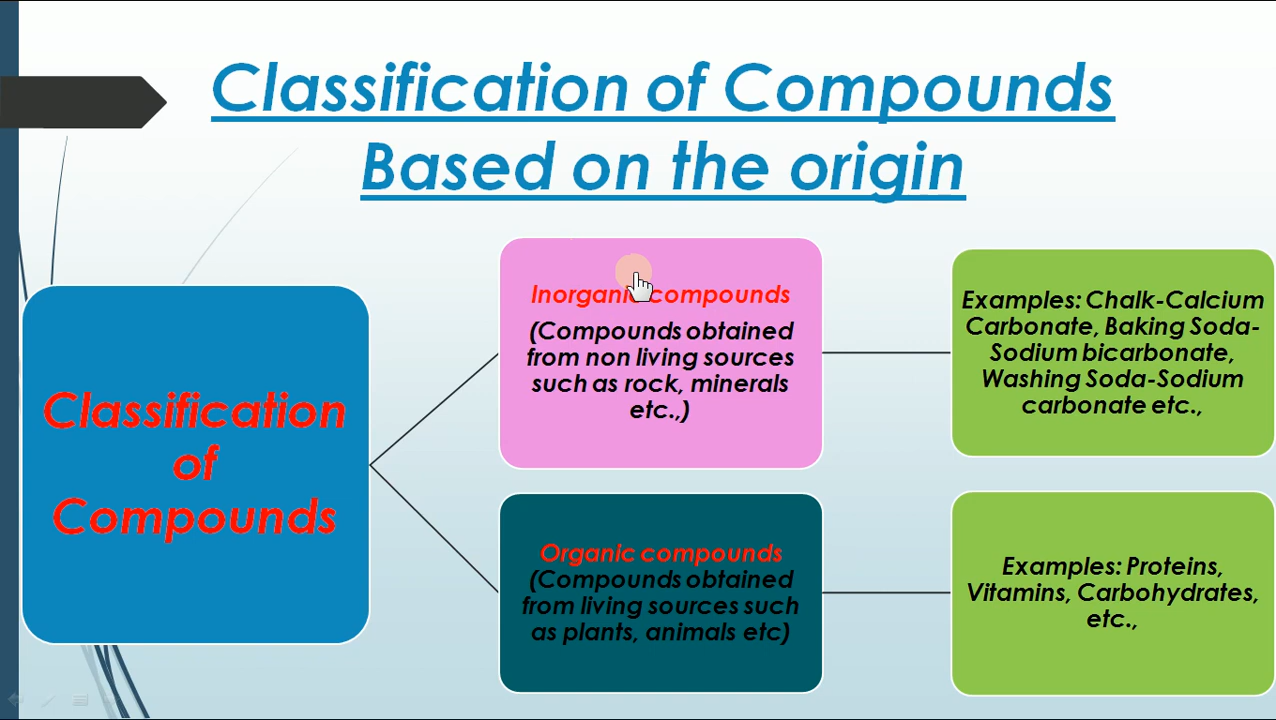 Classification of Compounds
Based on the origin
Classification
of
Compounds
Inorganic compounds
(Compounds obtained
from non living sources
such as rock, minerals
etc.,)
Examples: Chalk-Calcium
Carbonate, Baking Soda-
Sodium bicarbonate,
Washing Soda-Sodium
carbonate etc.,
Organic compounds
(Compounds obtained
from living sources such
as plants, animals etc)
Examples: Proteins,
Vitamins, Carbohydrates,
etc.,